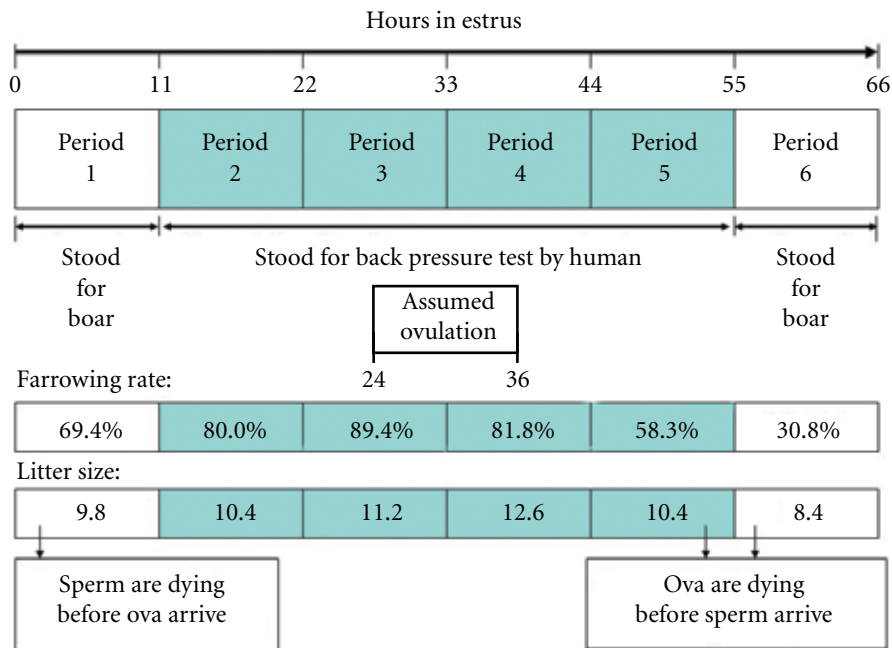 Hours in estrus
0 11 22 33 44 55 66
Period Period Period Period Period Period
1 2 3 4 5 6
Stood for boar
Stood for back pressure test by human
Stood for boar
Assumed
ovulation
24 36
Farrowing rate:
69.4% 80.0% 89.4% 81.8% 58.3% 30.8%
Litter size:
9.8 10.4 11.2 12.6 10.4 8.4
Sperm are dying
before ova arrive
Ova are dying
before sperm arrive